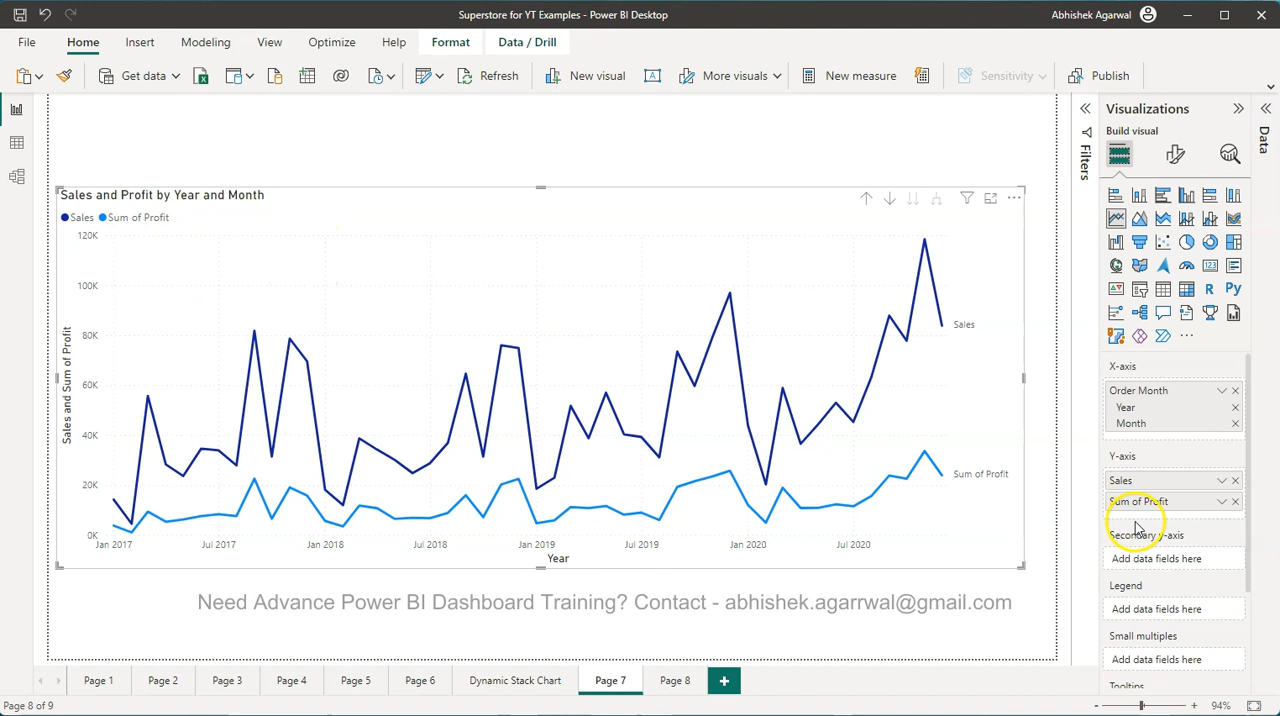 Superstore for YT Examples - Power BI Desktop
Abhishek Agarwal
File Home Insert Modeling View Optimize Help Format Data / Drill
Get data Refresh New visual More visuals New measure Sensitivity Publish
Visualizations
Build visual
Filters
Data
Sales and Profit by Year and Month
Sales Sum of Profit
120K
100K
80K
60K
40K
20K
0K
Sales and Sum of Profit
Sales
Sum of Profit
Jan 2017 Jul 2017 Jan 2018 Jul 2018 Jan 2019 Jul 2019 Jan 2020 Jul 2020
Year
Need Advance Power BI Dashboard Training? Contact - abhishek.agarrwal@gmail.com
123
R Py
X-axis
Order Month
Year
Month
Y-axis
Sales
Sum of Profit
Secondary y-axis
Add data fields here
Legend
Add data fields here
Small multiples
Add data fields here
Tooltips
Page 1 Page 2 Page 3 Page 4 Page 5 Page 6 Dynamic Stack Chart Page 7 Page 8
Page 8 of 9
94%